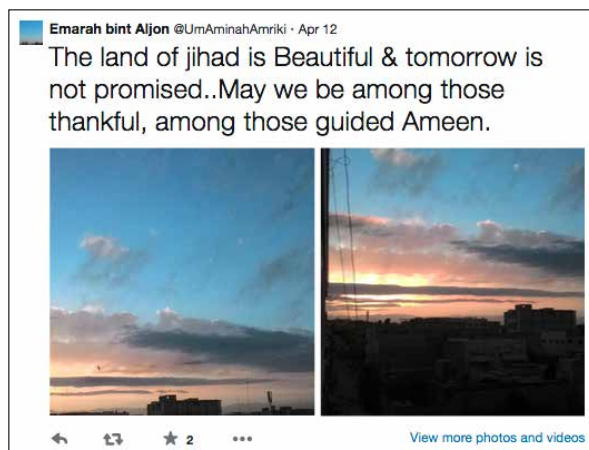 Emarah bint Aljon @UmAminahAmriki · Apr 12
The land of jihad is Beautiful & tomorrow is
not promised..May we be among those
thankful, among those guided Ameen.
2
View more photos and videos